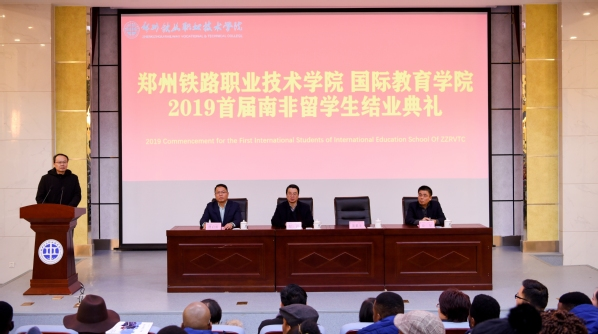 郑州铁路职业技术学院
郑州铁路职业技术学院 国际教育学院
2019首届南非留学生结业典礼
2019 Commencement for the First International Students of International Education School Of ZZRVTC